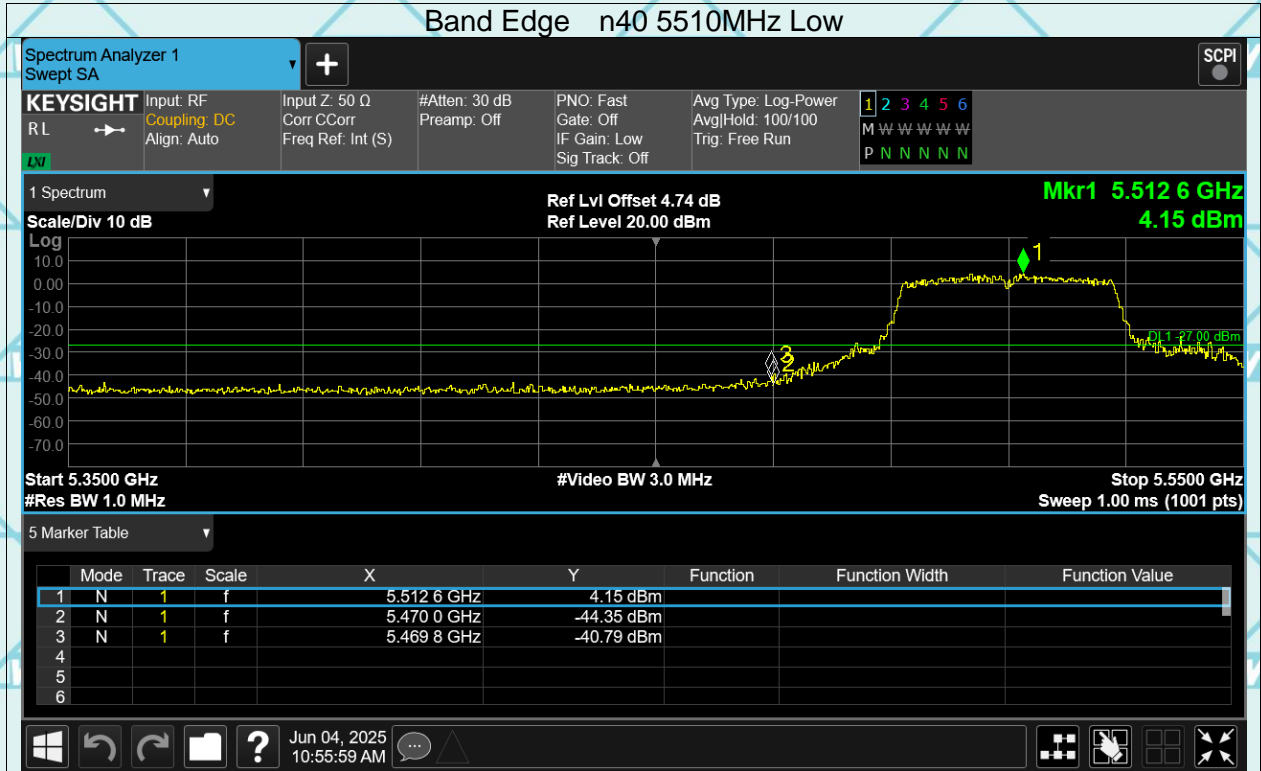 Band Edge n40 5510MHz Low
Spectrum Analyzer 1
Swept SA
SCPI
KEYSIGHT Input: RF Input Z: 50 Ω #Atten: 30 dB PNO: Fast Avg Type: Log-Power 1 2 3 4 5 6
RL Coupling: DC Corr CCorr Preamp: Off Gate: Off Avg|Hold: 100/100 M W W W W W
Align: Auto Freq Ref: Int (S) IF Gain: Low Trig: Free Run P N N N N N
LXI Sig Track: Off
1 Spectrum Ref Lvl Offset 4.74 dB Mkr1 5.512 6 GHz
Scale/Div 10 dB Ref Level 20.00 dBm 4.15 dBm
Log
10.0
0.00
-10.0
-20.0
-30.0
-40.0
-50.0
-60.0
-70.0
1
DL1 -27.00 dBm
3
2
Start 5.3500 GHz #Video BW 3.0 MHz Stop 5.5500 GHz
#Res BW 1.0 MHz Sweep 1.00 ms (1001 pts)
5 Marker Table
Mode Trace Scale X Y Function Function Width Function Value
1 N 1 f 5.512 6 GHz 4.15 dBm
2 N 1 f 5.470 0 GHz -44.35 dBm
3 N 1 f 5.469 8 GHz -40.79 dBm
4
5
6
? Jun 04, 2025
10:55:59 AM